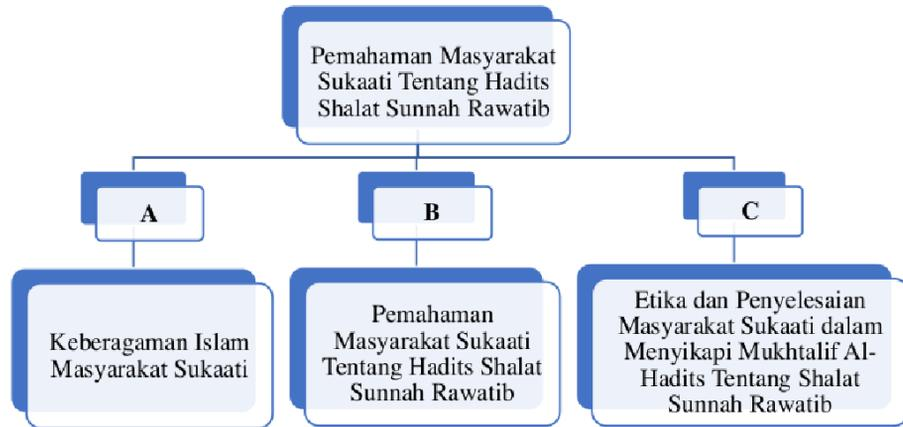 Pemahaman Masyarakat
Sukaati Tentang Hadits
Shalat Sunnah Rawatib
A
B
C
Keberagaman Islam
Masyarakat Sukaati
Pemahaman
Masyarakat Sukaati
Tentang Hadits Shalat
Sunnah Rawatib
Etika dan Penyelesaian
Masyarakat Sukaati dalam
Menyikapi Mukhtalif Al-
Hadits Tentang Shalat
Sunnah Rawatib